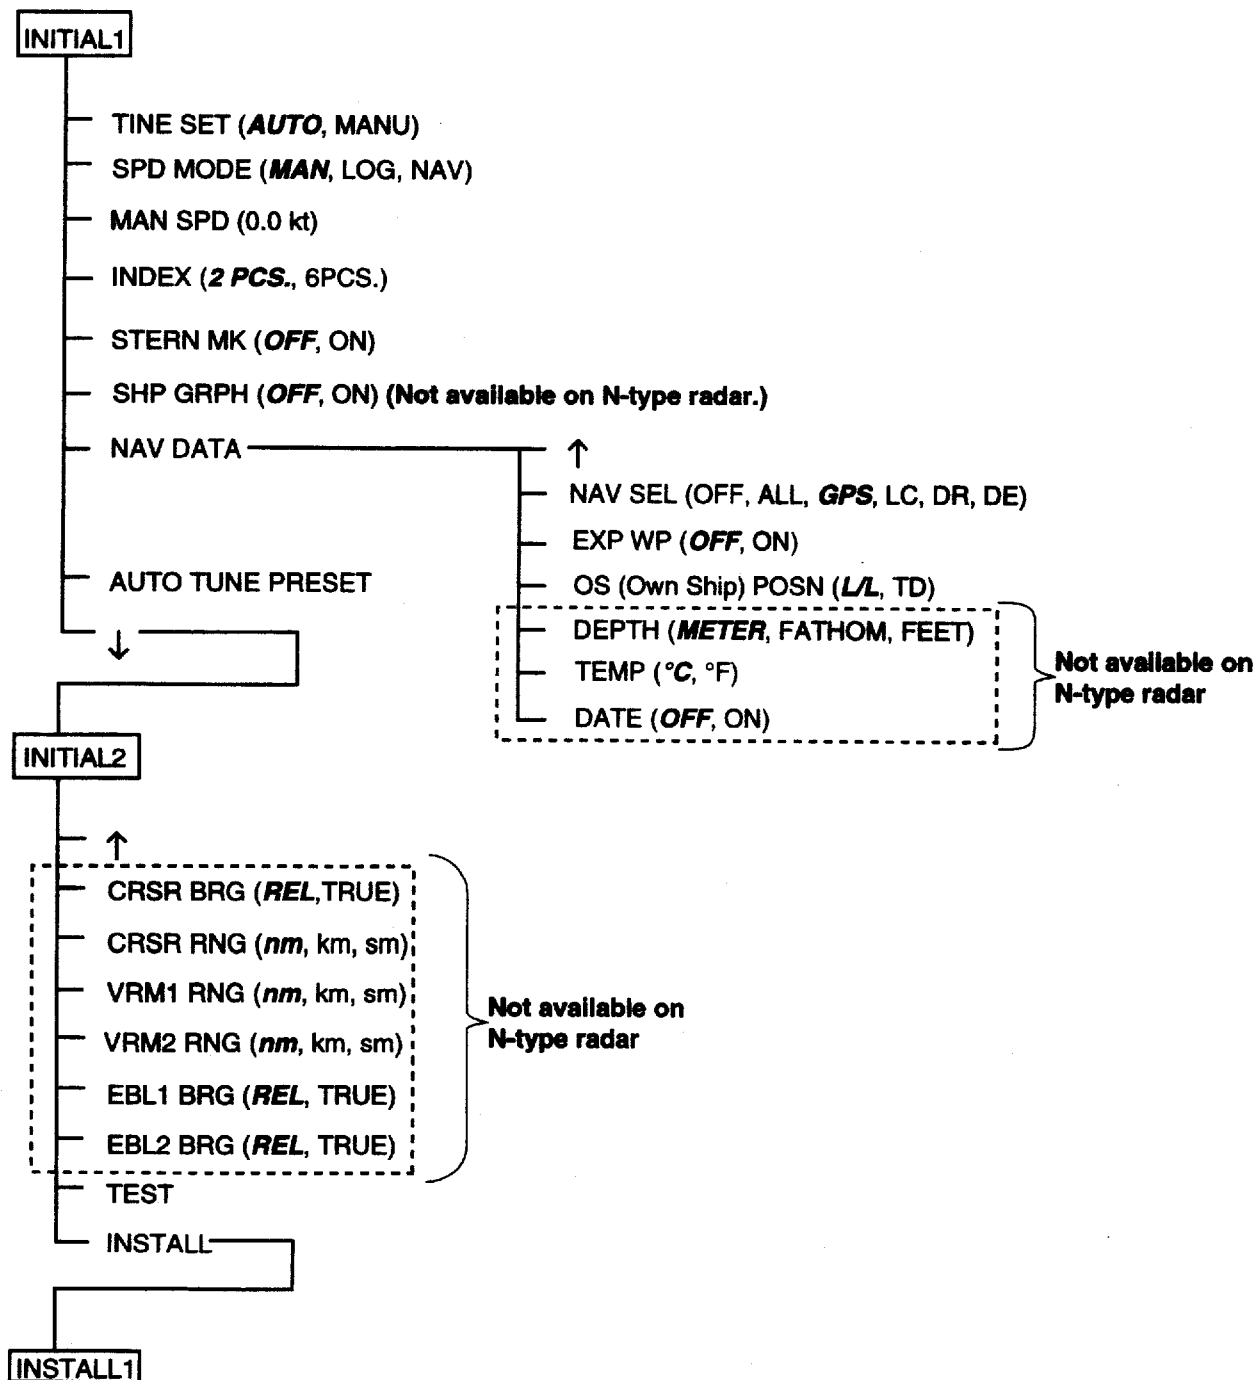 INITIAL1
TINE SET (AUTO, MANU)
SPD MODE (MAN, LOG, NAV)
MAN SPD (0.0 kt)
INDEX (2 PCS., 6PCS.)
STERN MK (OFF, ON)
SHP GRPH (OFF, ON) (Not available on N-type radar.)
NAV DATA
↑
NAV SEL (OFF, ALL, GPS, LC, DR, DE)
EXP WP (OFF, ON)
OS (Own Ship) POSN (L/L, TD)
DEPTH (METER, FATHOM, FEET)
TEMP (°C, °F)
DATE (OFF, ON)
Not available on
N-type radar
AUTO TUNE PRESET
↓
INITIAL2
↑
CRSR BRG (REL,TRUE)
CRSR RNG (nm, km, sm)
VRM1 RNG (nm, km, sm)
VRM2 RNG (nm, km, sm)
EBL1 BRG (REL, TRUE)
EBL2 BRG (REL, TRUE)
Not available on
N-type radar
TEST
INSTALL
INSTALL1